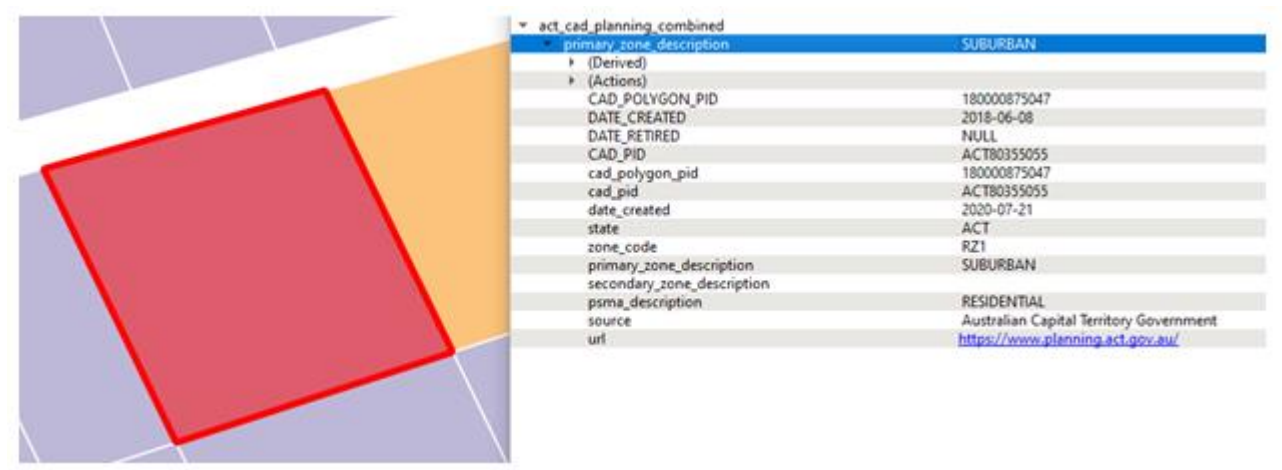 act_cad_planning_combined
primary_zone_description SUBURBAN
(Derived)
(Actions)
CAD_POLYGON_PID 180000875047
DATE_CREATED 2018-06-08
DATE_RETIRED NULL
CAD_PID ACT80355055
cad_polygon_pid 180000875047
cad_pid ACT80355055
date_created 2020-07-21
state ACT
zone_code RZ1
primary_zone_description SUBURBAN
secondary_zone_description
psma_description RESIDENTIAL
source Australian Capital Territory Government
url https://www.planning.act.gov.au/